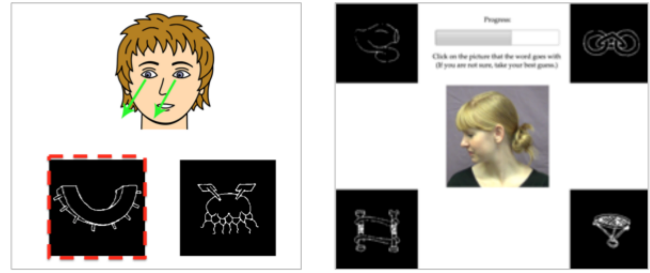 Progress:
Click on the picture that the word goes with
(If you are not sure, take your best guess.)